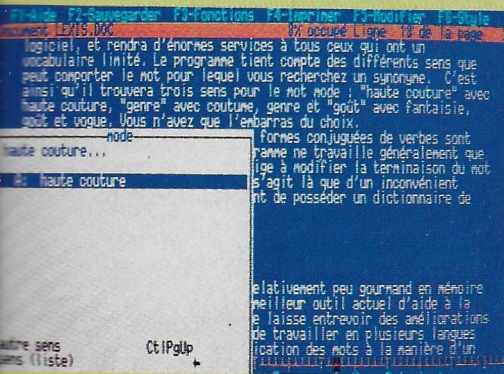 F1-Aide F2-Sauvegarder F3-Fonctions F4-Imprimer F5-Modifier F6-Style
Document LEXIS.DOC 8% occupé Ligne 19 de la page
logiciel, et rendra d'énormes services à tous ceux qui ont un
vocabulaire limité. Le programme tient compte des différents sens que
peut comporter le mot pour lequel vous recherchez un synonyme. C'est
ainsi qu'il trouvera trois sens pour le mot mode : "haute couture" avec
haute couture, "genre" avec coutume, genre et "goût" avec fantaisie,
goût et vogue. Vous n'avez que l'embarras du choix.
mode
formes conjuguées de verbes sont
haute couture...
ramme ne travaille généralement que
lige à modifier la terminaison du mot
A: haute couture
s'agit là que d'un inconvénient
nt de posséder un dictionnaire de
elativement peu gourmand en mémoire
meilleur outil actuel d'aide à la
e laisse entrevoir des améliorations
de travailler en plusieurs langues
autre sens CtlPgUp
ication des mots à la manière d'un
sens (liste)